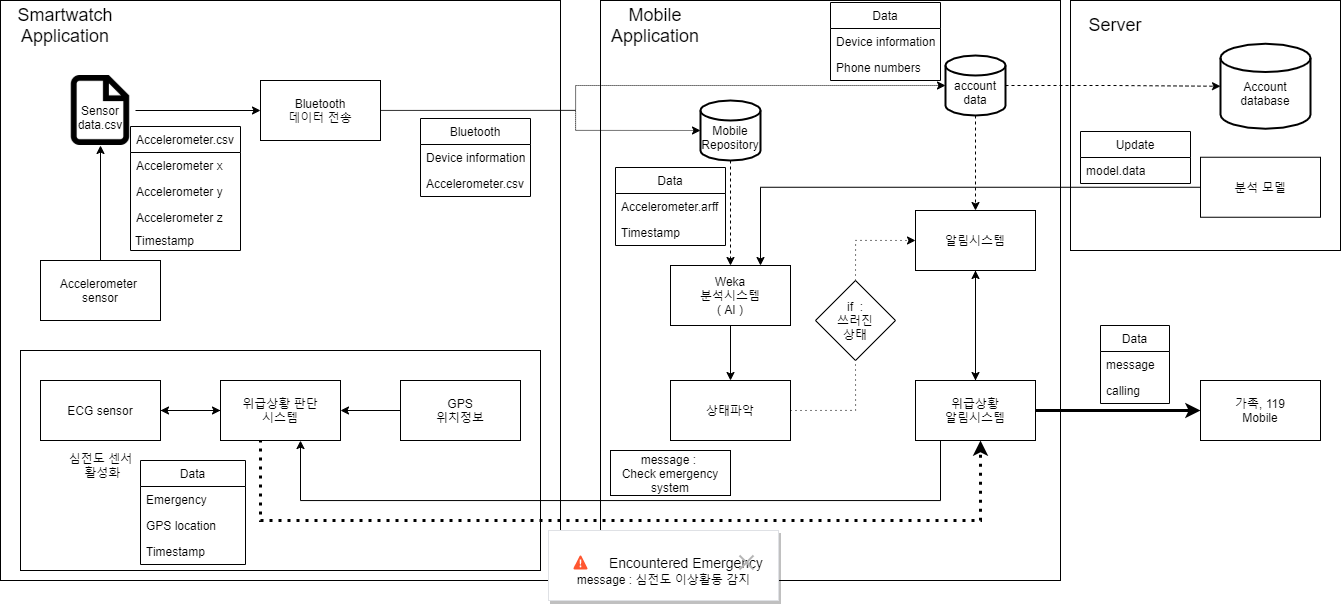 Smartwatch
Application
Sensor
data.csv
Accelerometer.csv
Accelerometer x
Accelerometer y
Accelerometer z
Timestamp
Accelerometer
sensor
Bluetooth
데이터 전송
Bluetooth
Device information
Accelerometer.csv
ECG sensor
심전도 센서
활성화
위급상황 판단
시스템
GPS
위치정보
Data
Emergency
GPS location
Timestamp
Mobile
Application
Data
Device information
Phone numbers
account
data
Mobile
Repository
Data
Accelerometer.arff
Timestamp
Weka
분석시스템
( AI )
상태파악
if :
쓰러진
상태
알림시스템
위급상황
알림시스템
message :
Check emergency
system
Encountered Emergency
message : 심전도 이상활동 감지
Server
Account
database
Update
model.data
분석 모델
Data
message
calling
가족, 119
Mobile